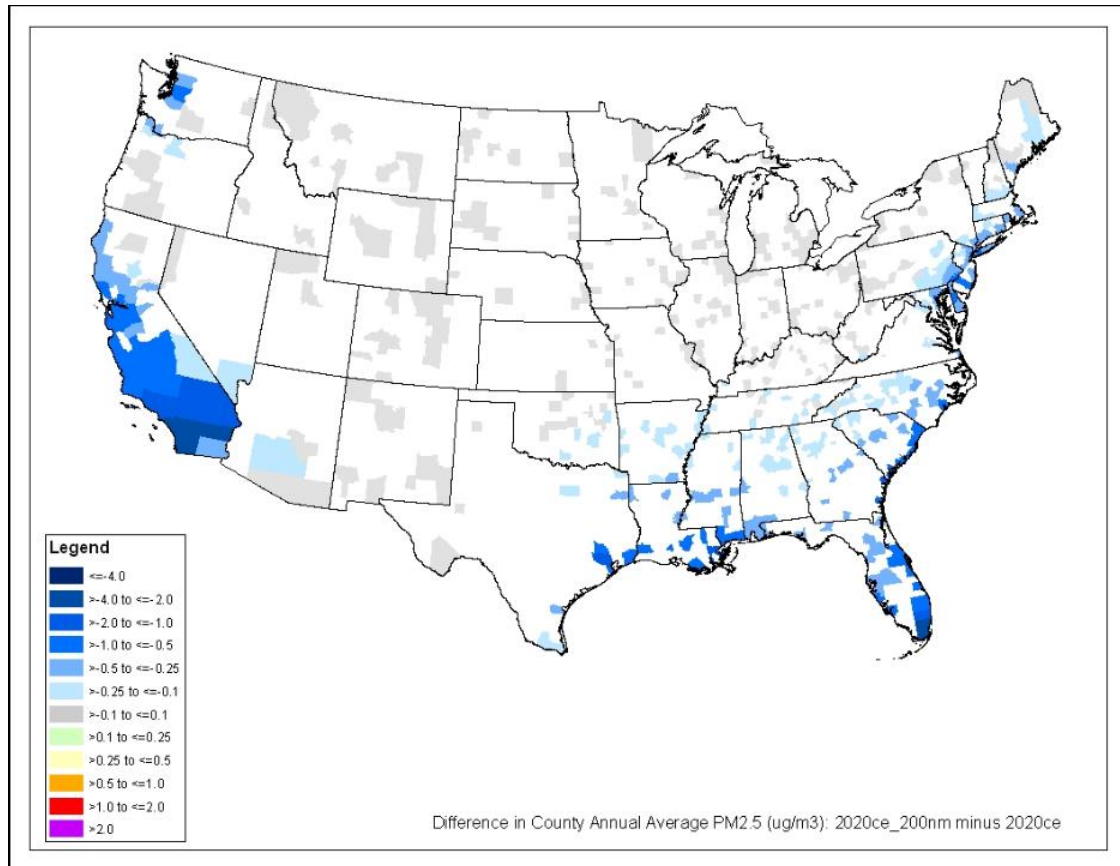 Legend
<=-4.0
>-4.0 to <=-2.0
>-2.0 to <=-1.0
>-1.0 to <=-0.5
>-0.5 to <=-0.25
>-0.25 to <=-0.1
>-0.1 to <=0.1
>0.1 to <=0.25
>0.25 to <=0.5
>0.5 to <=1.0
>1.0 to <=2.0
>2.0
Difference in County Annual Average PM2.5 (ug/m3): 2020ce_200nm minus 2020ce